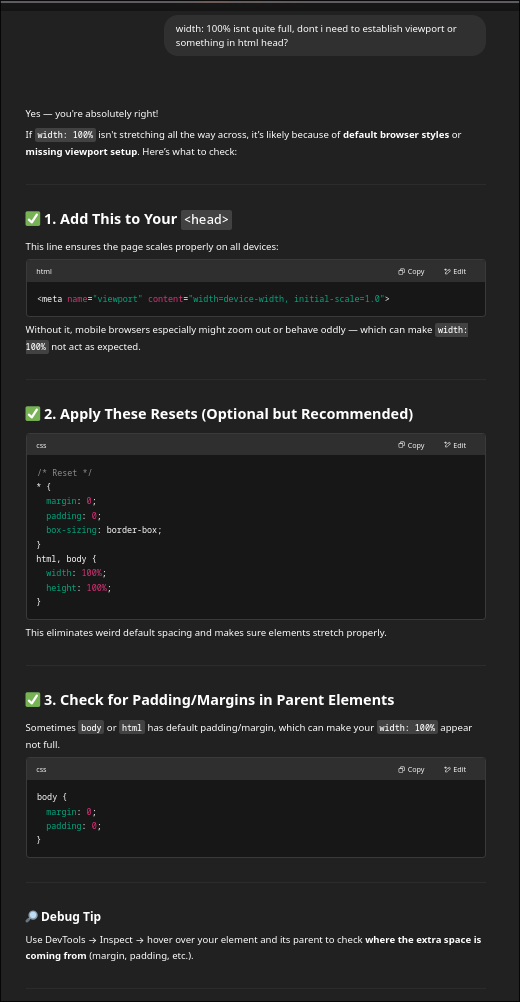 width: 100% isnt quite full, dont i need to establish viewport or
something in html head?
Yes — you're absolutely right!
If width: 100% isn't stretching all the way across, it's likely because of default browser styles or
missing viewport setup. Here's what to check:
✅ 1. Add This to Your <head>
This line ensures the page scales properly on all devices:
html Copy Edit
<meta name="viewport" content="width=device-width, initial-scale=1.0">
Without it, mobile browsers especially might zoom out or behave oddly — which can make width:
100% not act as expected.
✅ 2. Apply These Resets (Optional but Recommended)
css Copy Edit
/* Reset */
* {
  margin: 0;
  padding: 0;
  box-sizing: border-box;
}
html, body {
  width: 100%;
  height: 100%;
}
This eliminates weird default spacing and makes sure elements stretch properly.
✅ 3. Check for Padding/Margins in Parent Elements
Sometimes body or html has default padding/margin, which can make your width: 100% appear
not full.
css Copy Edit
body {
  margin: 0;
  padding: 0;
}
🔎 Debug Tip
Use DevTools → Inspect → hover over your element and its parent to check where the extra space is
coming from (margin, padding, etc.).